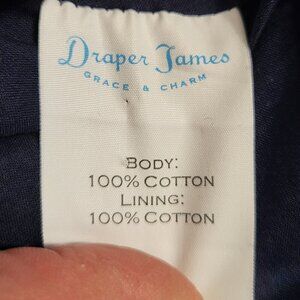 Draper James
GRACE & CHARM
BODY:
100% COTTON
LINING:
100% COTTON